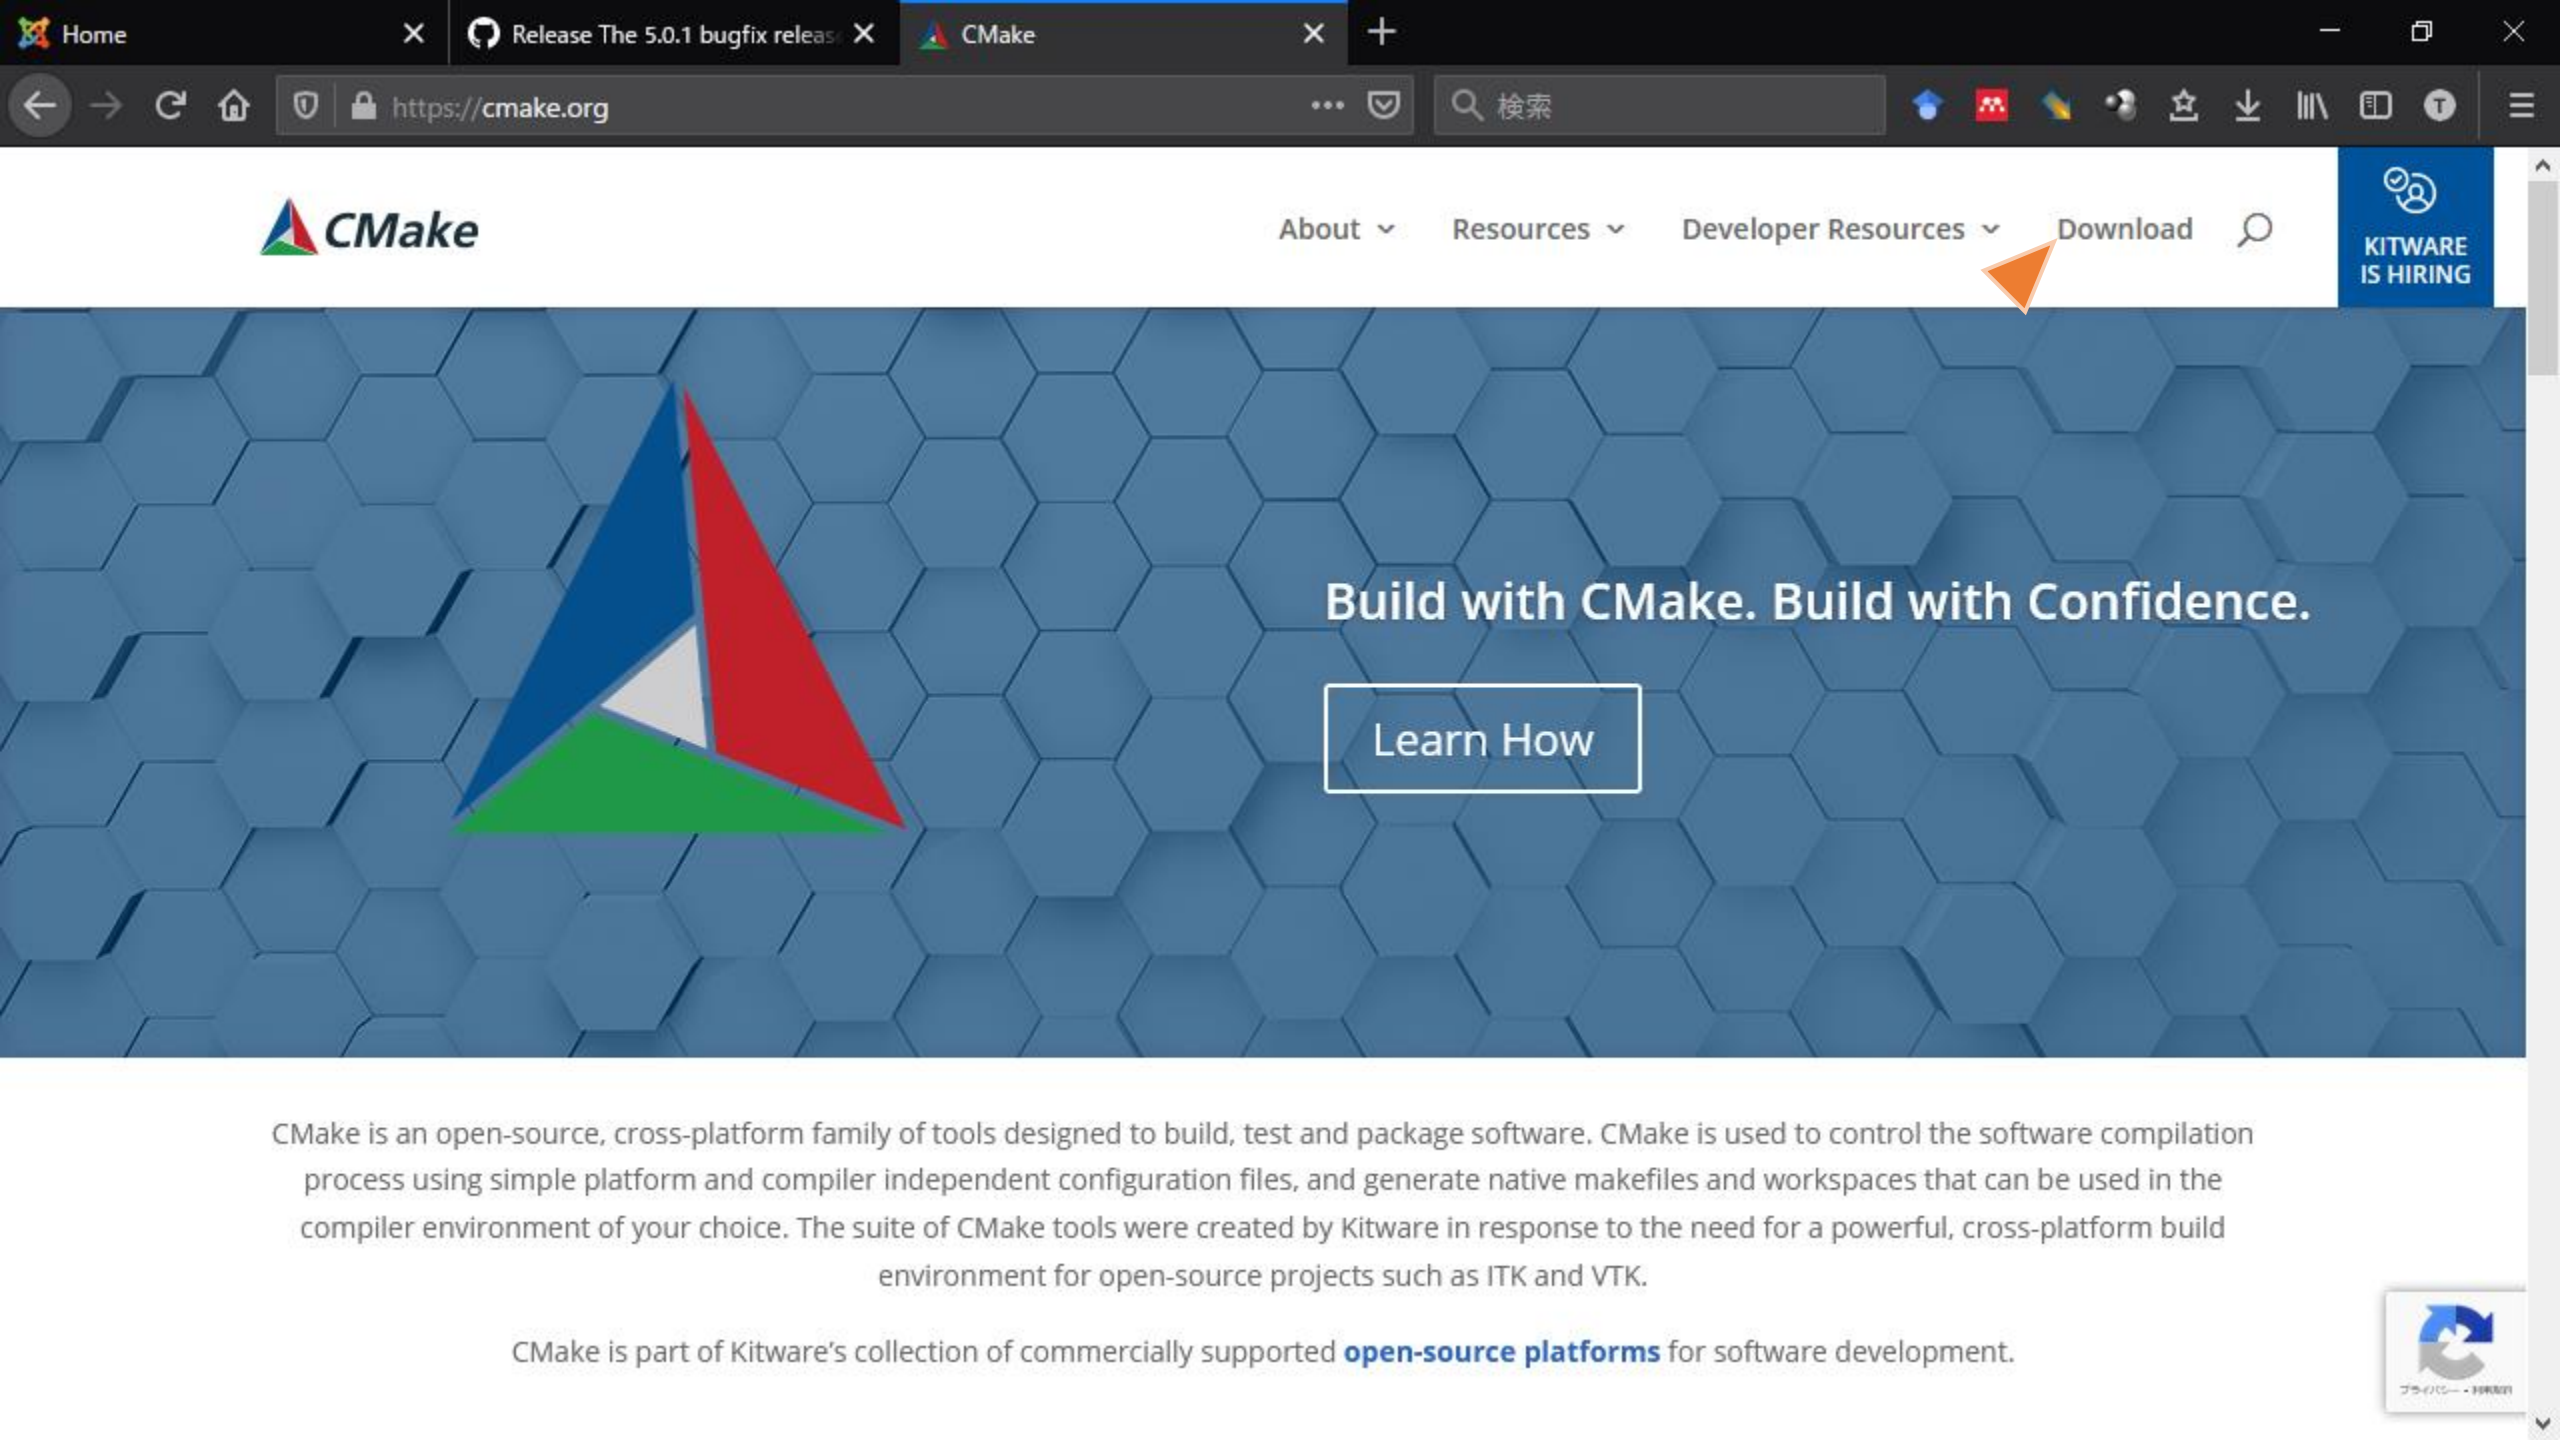 Home
Release The 5.0.1 bugfix releas
CMake
https://cmake.org
検索
T
CMake
About
Resources
Developer Resources
Download
KITWARE
IS HIRING
Build with CMake. Build with Confidence.
Learn How
CMake is an open-source, cross-platform family of tools designed to build, test and package software. CMake is used to control the software compilation
process using simple platform and compiler independent configuration files, and generate native makefiles and workspaces that can be used in the
compiler environment of your choice. The suite of CMake tools were created by Kitware in response to the need for a powerful, cross-platform build
environment for open-source projects such as ITK and VTK.
CMake is part of Kitware’s collection of commercially supported open-source platforms for software development.
プライバシー